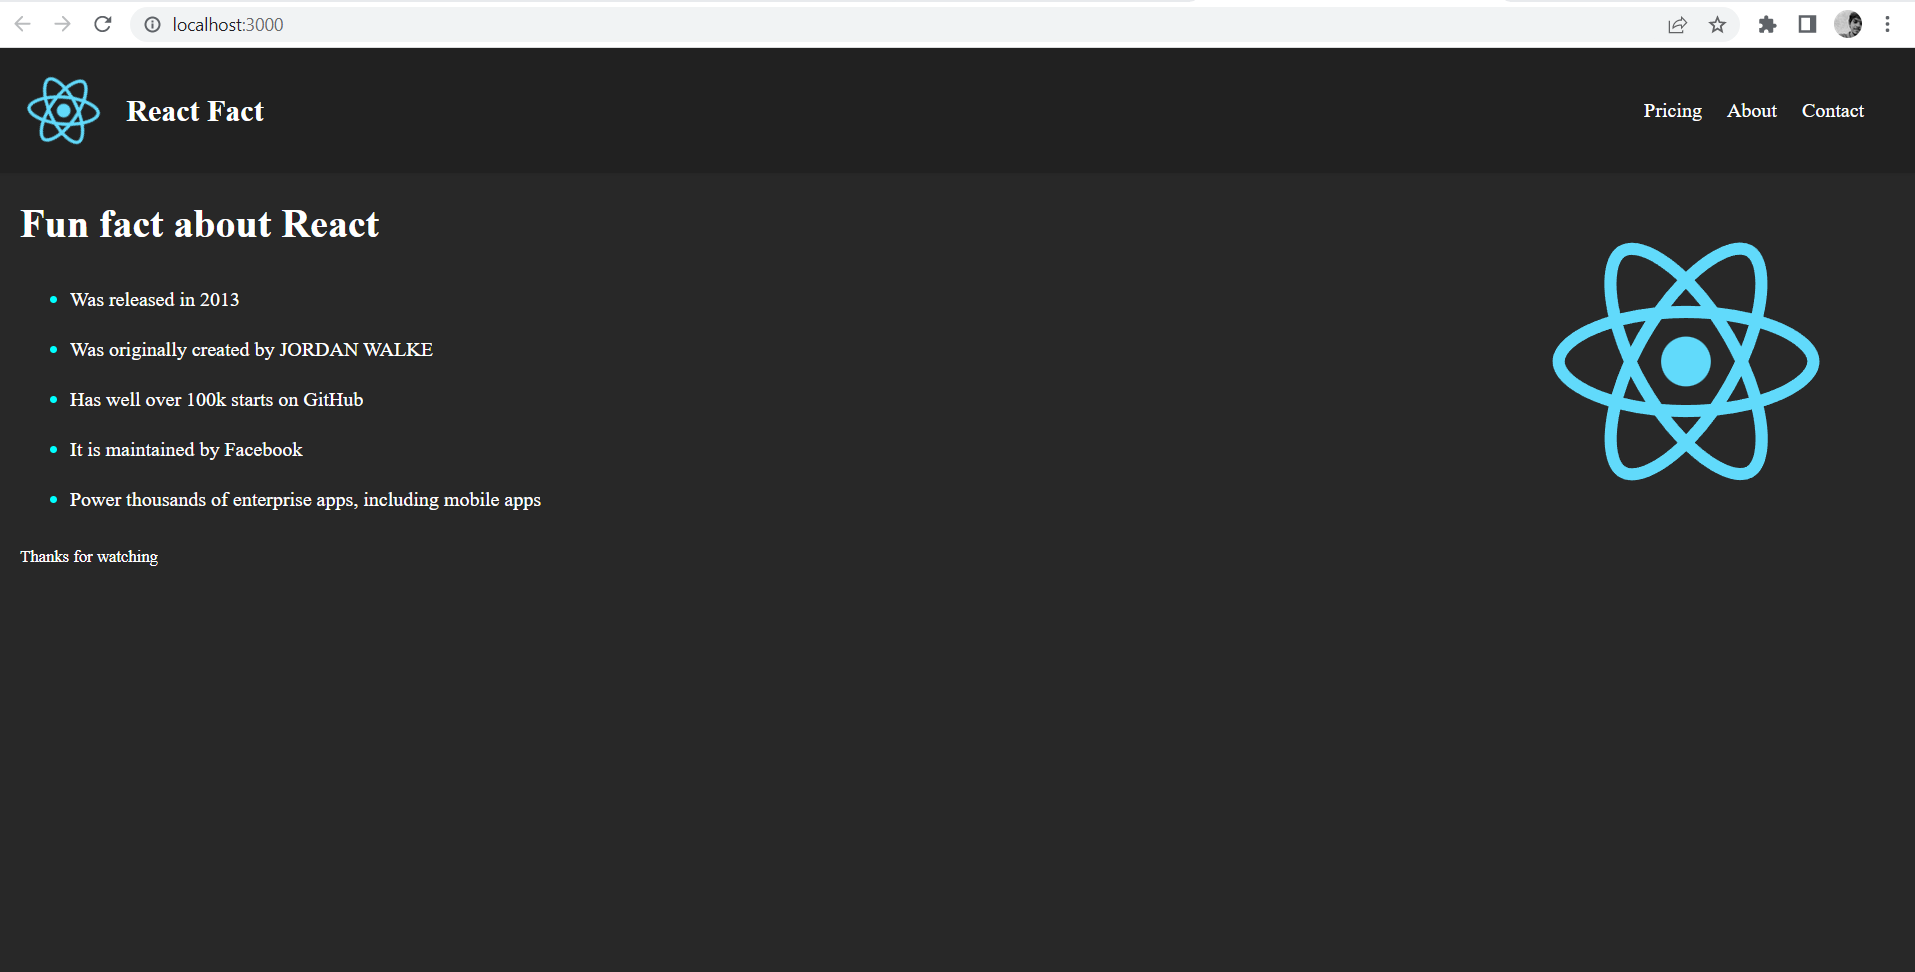 localhost:3000
React Fact
Pricing About Contact
Fun fact about React
Was released in 2013
Was originally created by JORDAN WALKE
Has well over 100k starts on GitHub
It is maintained by Facebook
Power thousands of enterprise apps, including mobile apps
Thanks for watching